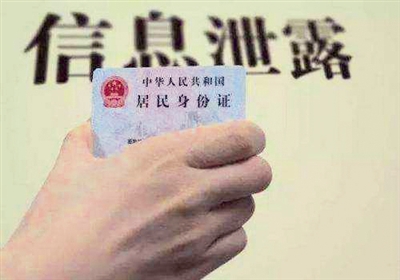 信息泄露
中华人民共和国
居民身份证